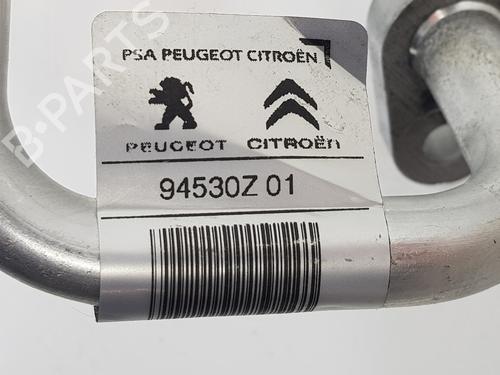 PSA PEUGEOT CITROËN
PEUGEOT CITROËN
94530Z 01
B-PARTS